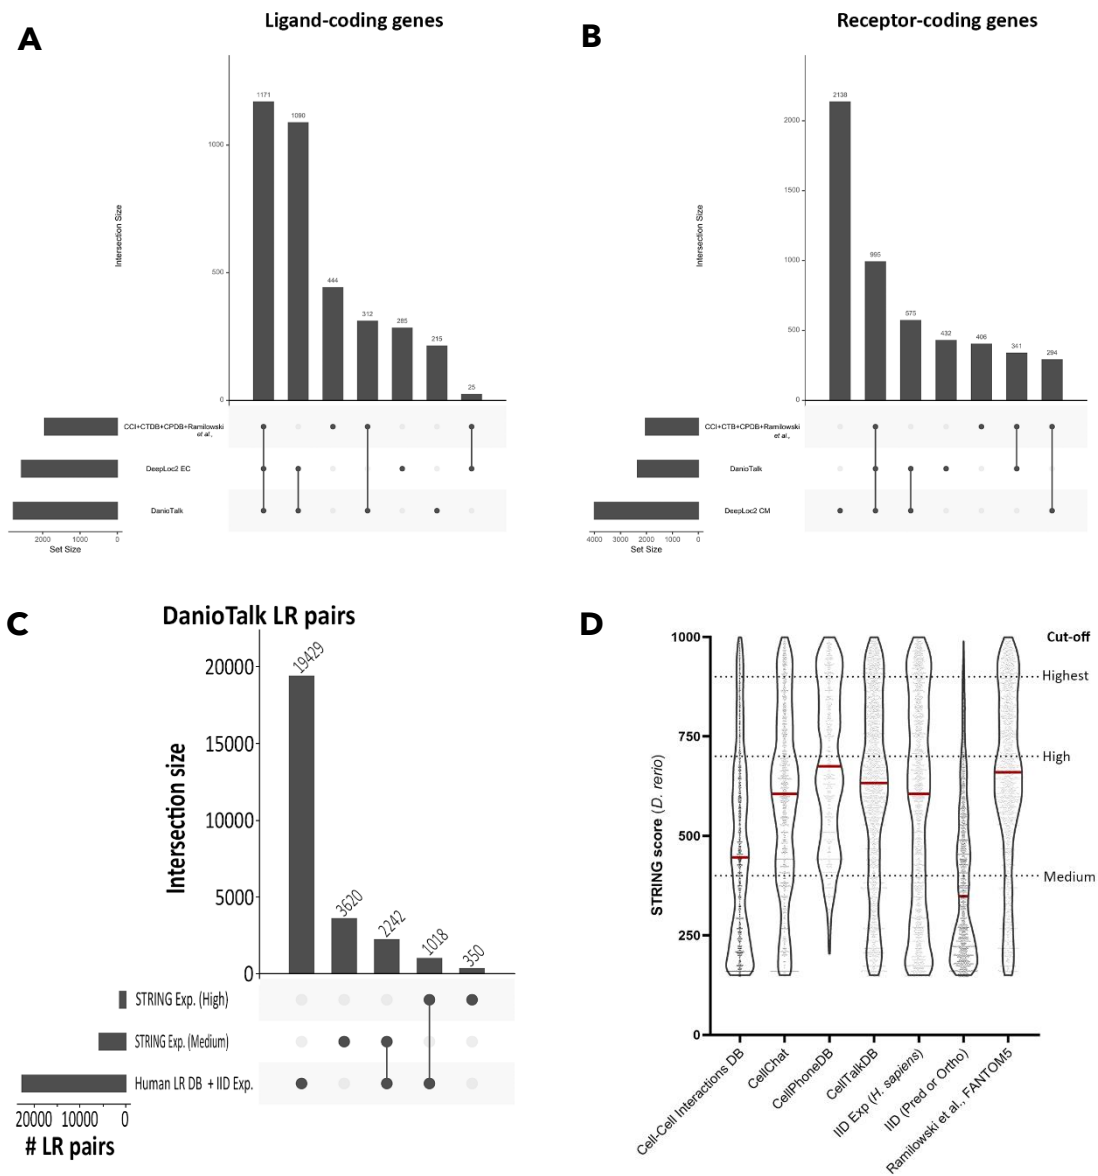 A
Ligand-coding genes
Intersection Size
1000
500
0
1171
1090
444
312
285
215
25
CCI+CTDB+CPDB+Ramilowski
et al.,
DeepLoc2 EC
DanioTalk
2000
1000
0
Set Size
B
Receptor-coding genes
Intersection Size
2000
1500
1000
500
0
2138
995
575
432
406
341
294
CCI+CTB+CPDB+Ramilowski
et al.,
DanioTalk
DeepLoc2 CM
4000
3000
2000
1000
0
Set Size
C
DanioTalk LR pairs
Intersection size
20000
15000
10000
5000
0
19429
3620
2242
1018
350
STRING Exp. (High)
STRING Exp. (Medium)
Human LR DB + IID Exp.
20000
10000
0
# LR pairs
D
STRING score (D. rerio)
1000
750
500
250
0
Cut-off
Highest
High
Medium
Cell-Cell Interactions DB
CellChat
CellPhoneDB
CellTalkDB
IID Exp (H. sapiens)
IID (Pred or Ortho)
Ramilowski et al., FANTOM5